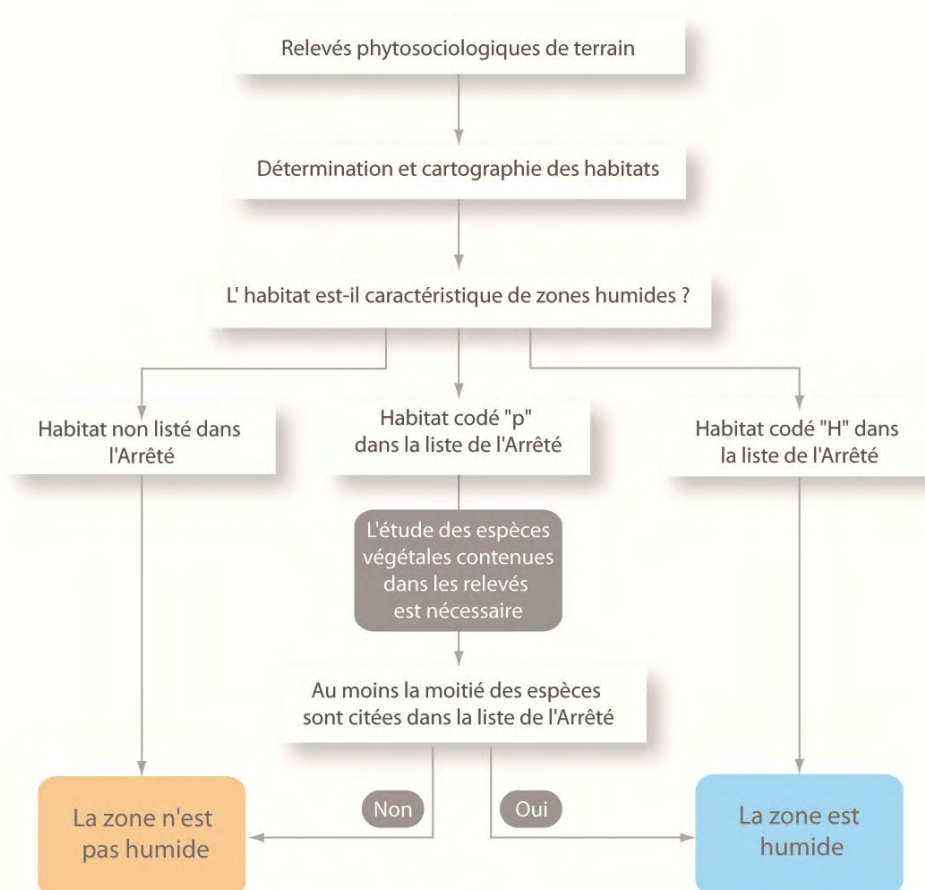 Relevés phytosociologiques de terrain
Détermination et cartographie des habitats
L' habitat est-il caractéristique de zones humides ?
Habitat non listé dans
l'Arrêté
Habitat codé "p"
dans la liste de l'Arrêté
Habitat codé "H" dans
la liste de l'Arrêté
L'étude des espèces
végétales contenues
dans les relevés
est nécessaire
Au moins la moitié des espèces
sont citées dans la liste de l'Arrêté
Non
Oui
La zone n'est
pas humide
La zone est
humide